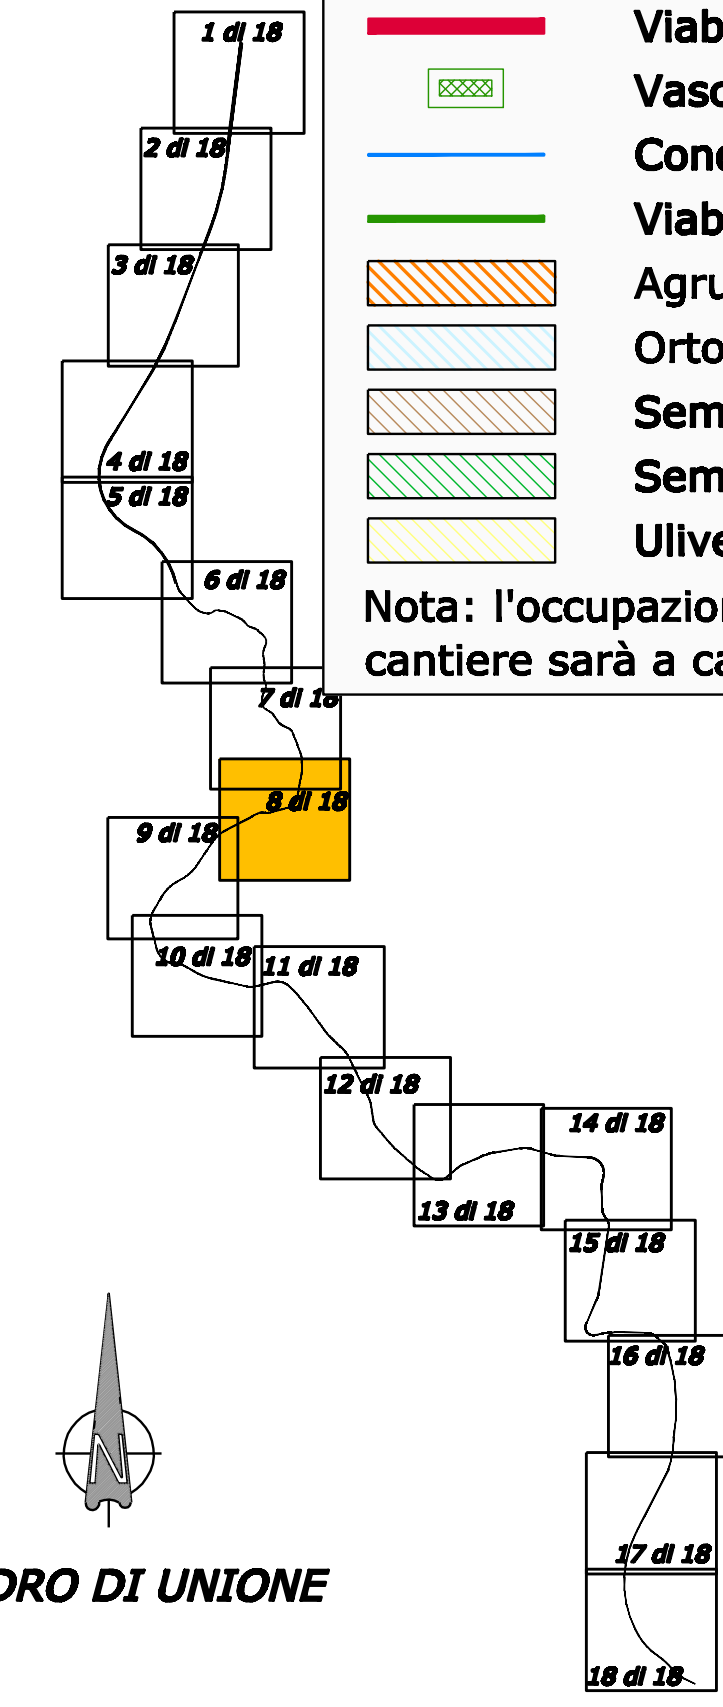 1 di 18
2 di 18
3 di 18
4 di 18
5 di 18
6 di 18
7 di 18
8 di 18
9 di 18
10 di 18
11 di 18
12 di 18
13 di 18
14 di 18
15 di 18
16 di 18
17 di 18
18 di 18
Viab
Vasc
Cond
Viab
Agru
Orto
Sem
Sem
Ulive
Nota: l'occupazion
cantiere sarà a ca
N
DRO DI UNIONE